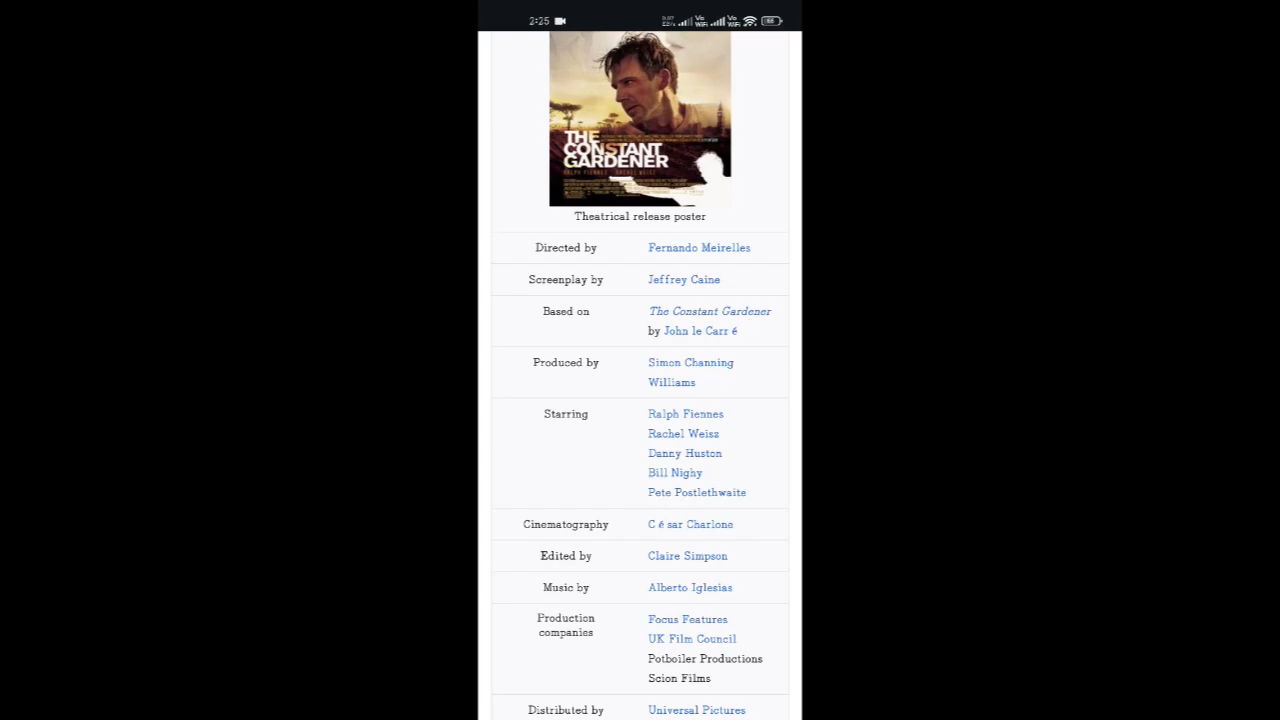 2:25
THE
CONSTANT
GARDENER
RALPH FIENNES RACHEL WEISZ
Theatrical release poster
Directed by Fernando Meirelles
Screenplay by Jeffrey Caine
Based on The Constant Gardener
by John le Carr é
Produced by Simon Channing
Williams
Starring Ralph Fiennes
Rachel Weisz
Danny Huston
Bill Nighy
Pete Postlethwaite
Cinematography C é sar Charlone
Edited by Claire Simpson
Music by Alberto Iglesias
Production
companies
Focus Features
UK Film Council
Potboiler Productions
Scion Films
Distributed by Universal Pictures